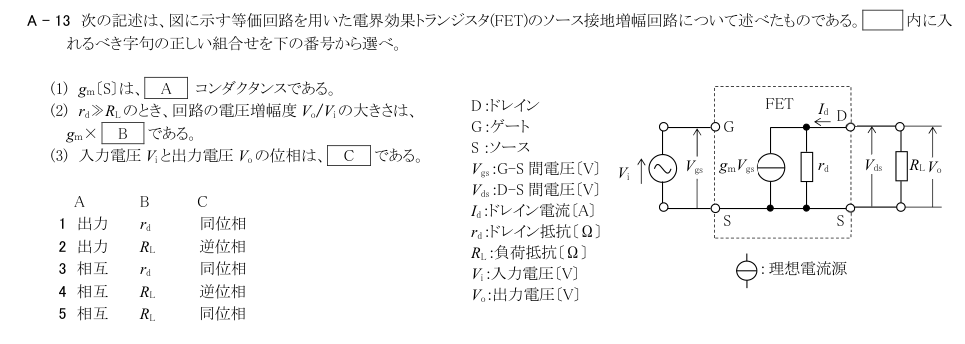 A－13 次の記述は、図に示す等価回路を用いた電界効果トランジスタ(FET)のソース接地増幅回路について述べたものである。内に入
れるべき字句の正しい組合せを下の番号から選べ。
(1) gm〔S〕は、A コンダクタンスである。
(2) rd≫RLのとき、回路の電圧増幅度 Vo/Viの大きさは、
gm× B である。
(3) 入力電圧 Viと出力電圧 Voの位相は、C である。
A B C
1 出力 rd 同位相
2 出力 RL 逆位相
3 相互 rd 同位相
4 相互 RL 逆位相
5 相互 RL 同位相
D:ドレイン
G:ゲート
S:ソース
Vgs:G-S 間電圧〔V〕
Vds:D-S 間電圧〔V〕
Id:ドレイン電流〔A〕
rd:ドレイン抵抗〔Ω〕
RL:負荷抵抗〔Ω〕
Vi:入力電圧〔V〕
Vo:出力電圧〔V〕
FET
Id D
G
Vi Vgs gmVgs rd Vds RL Vo
S S
:理想電流源